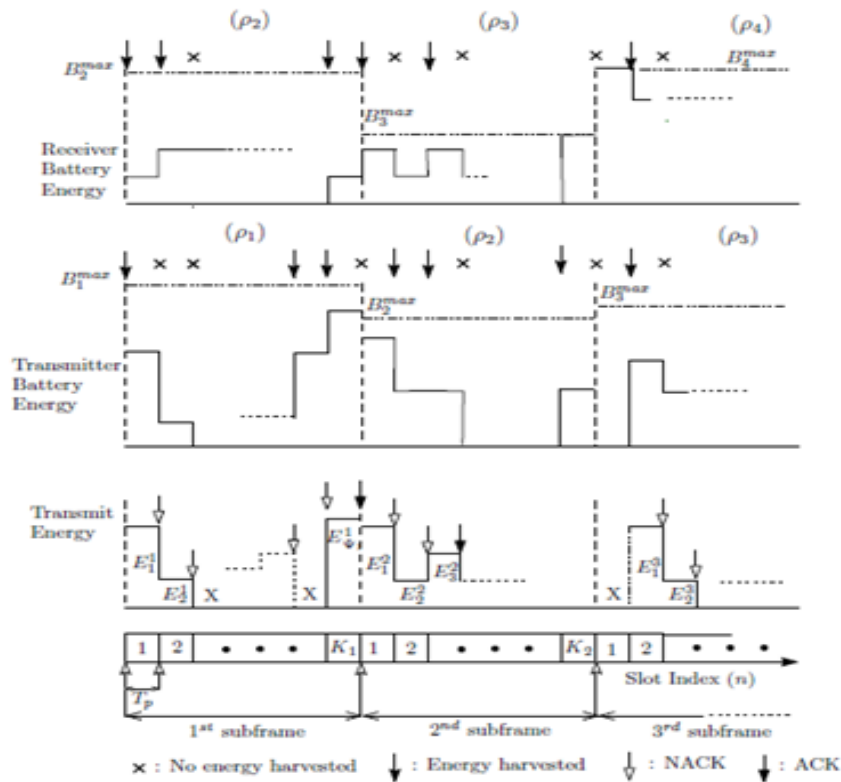 (ρ₂) (ρ₃) (ρ₄)
B₂ᵐᵃˣ
B₄ᵐᵃˣ
B₃ᵐᵃˣ
Receiver
Battery
Energy
(ρ₁) (ρ₂) (ρ₃)
B₁ᵐᵃˣ
B₂ᵐᵃˣ
B₃ᵐᵃˣ
Transmitter
Battery
Energy
Transmit
Energy
E₁¹ E₂¹ X X E¹ E₁² E₂² E₃² X E₁³ E₂³
1 2 • • • • K₁ 1 2 • • • • K₂ 1 2 • • •
Slot Index (n)
Tₚ
1ˢᵗ subframe 2ⁿᵈ subframe 3ʳᵈ subframe
× : No energy harvested : Energy harvested : NACK : ACK